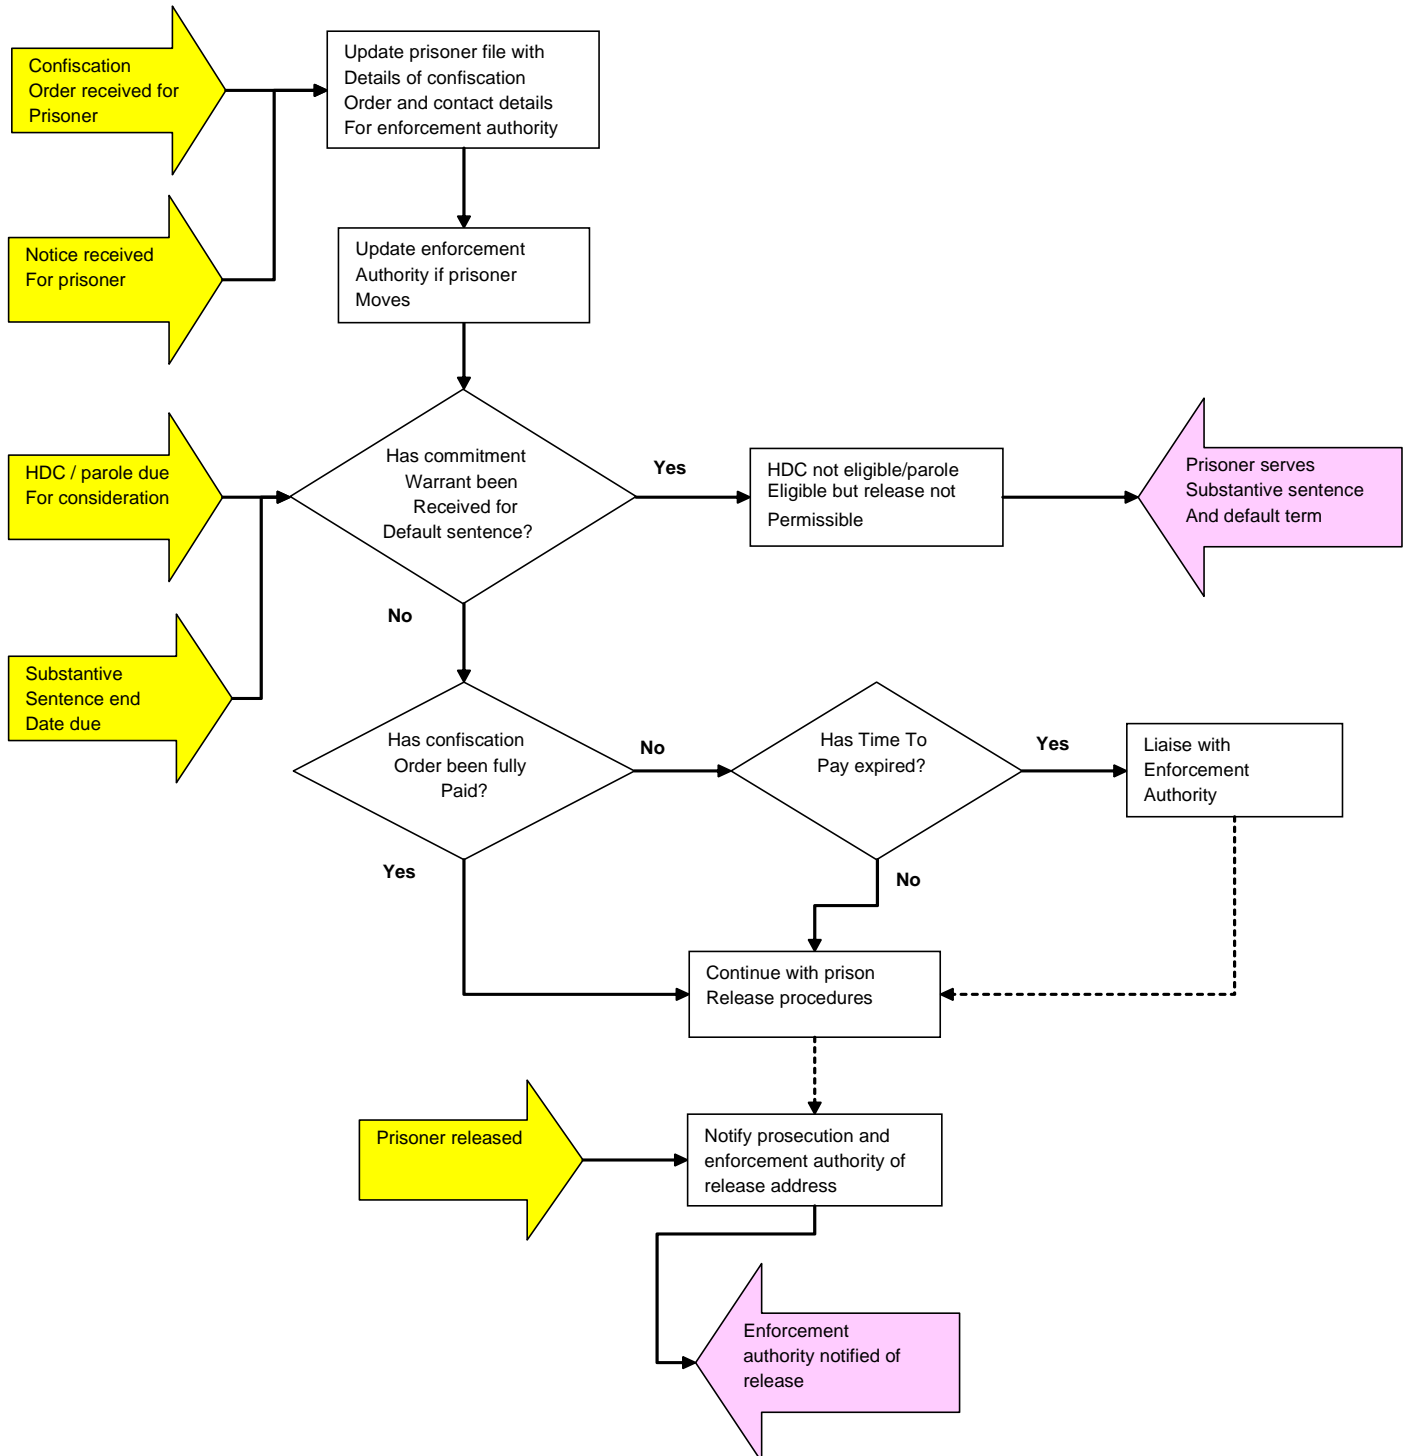 Confiscation
Order received for
Prisoner
Update prisoner file with
Details of confiscation
Order and contact details
For enforcement authority
Notice received
For prisoner
Update enforcement
Authority if prisoner
Moves
HDC / parole due
For consideration
Has commitment
Warrant been
Received for
Default sentence?
Yes
HDC not eligible/parole
Eligible but release not
Permissible
Prisoner serves
Substantive sentence
And default term
No
Substantive
Sentence end
Date due
Has confiscation
Order been fully
Paid?
No
Has Time To
Pay expired?
Yes
Liaise with
Enforcement
Authority
Yes
No
Continue with prison
Release procedures
Prisoner released
Notify prosecution and
enforcement authority of
release address
Enforcement
authority notified of
release